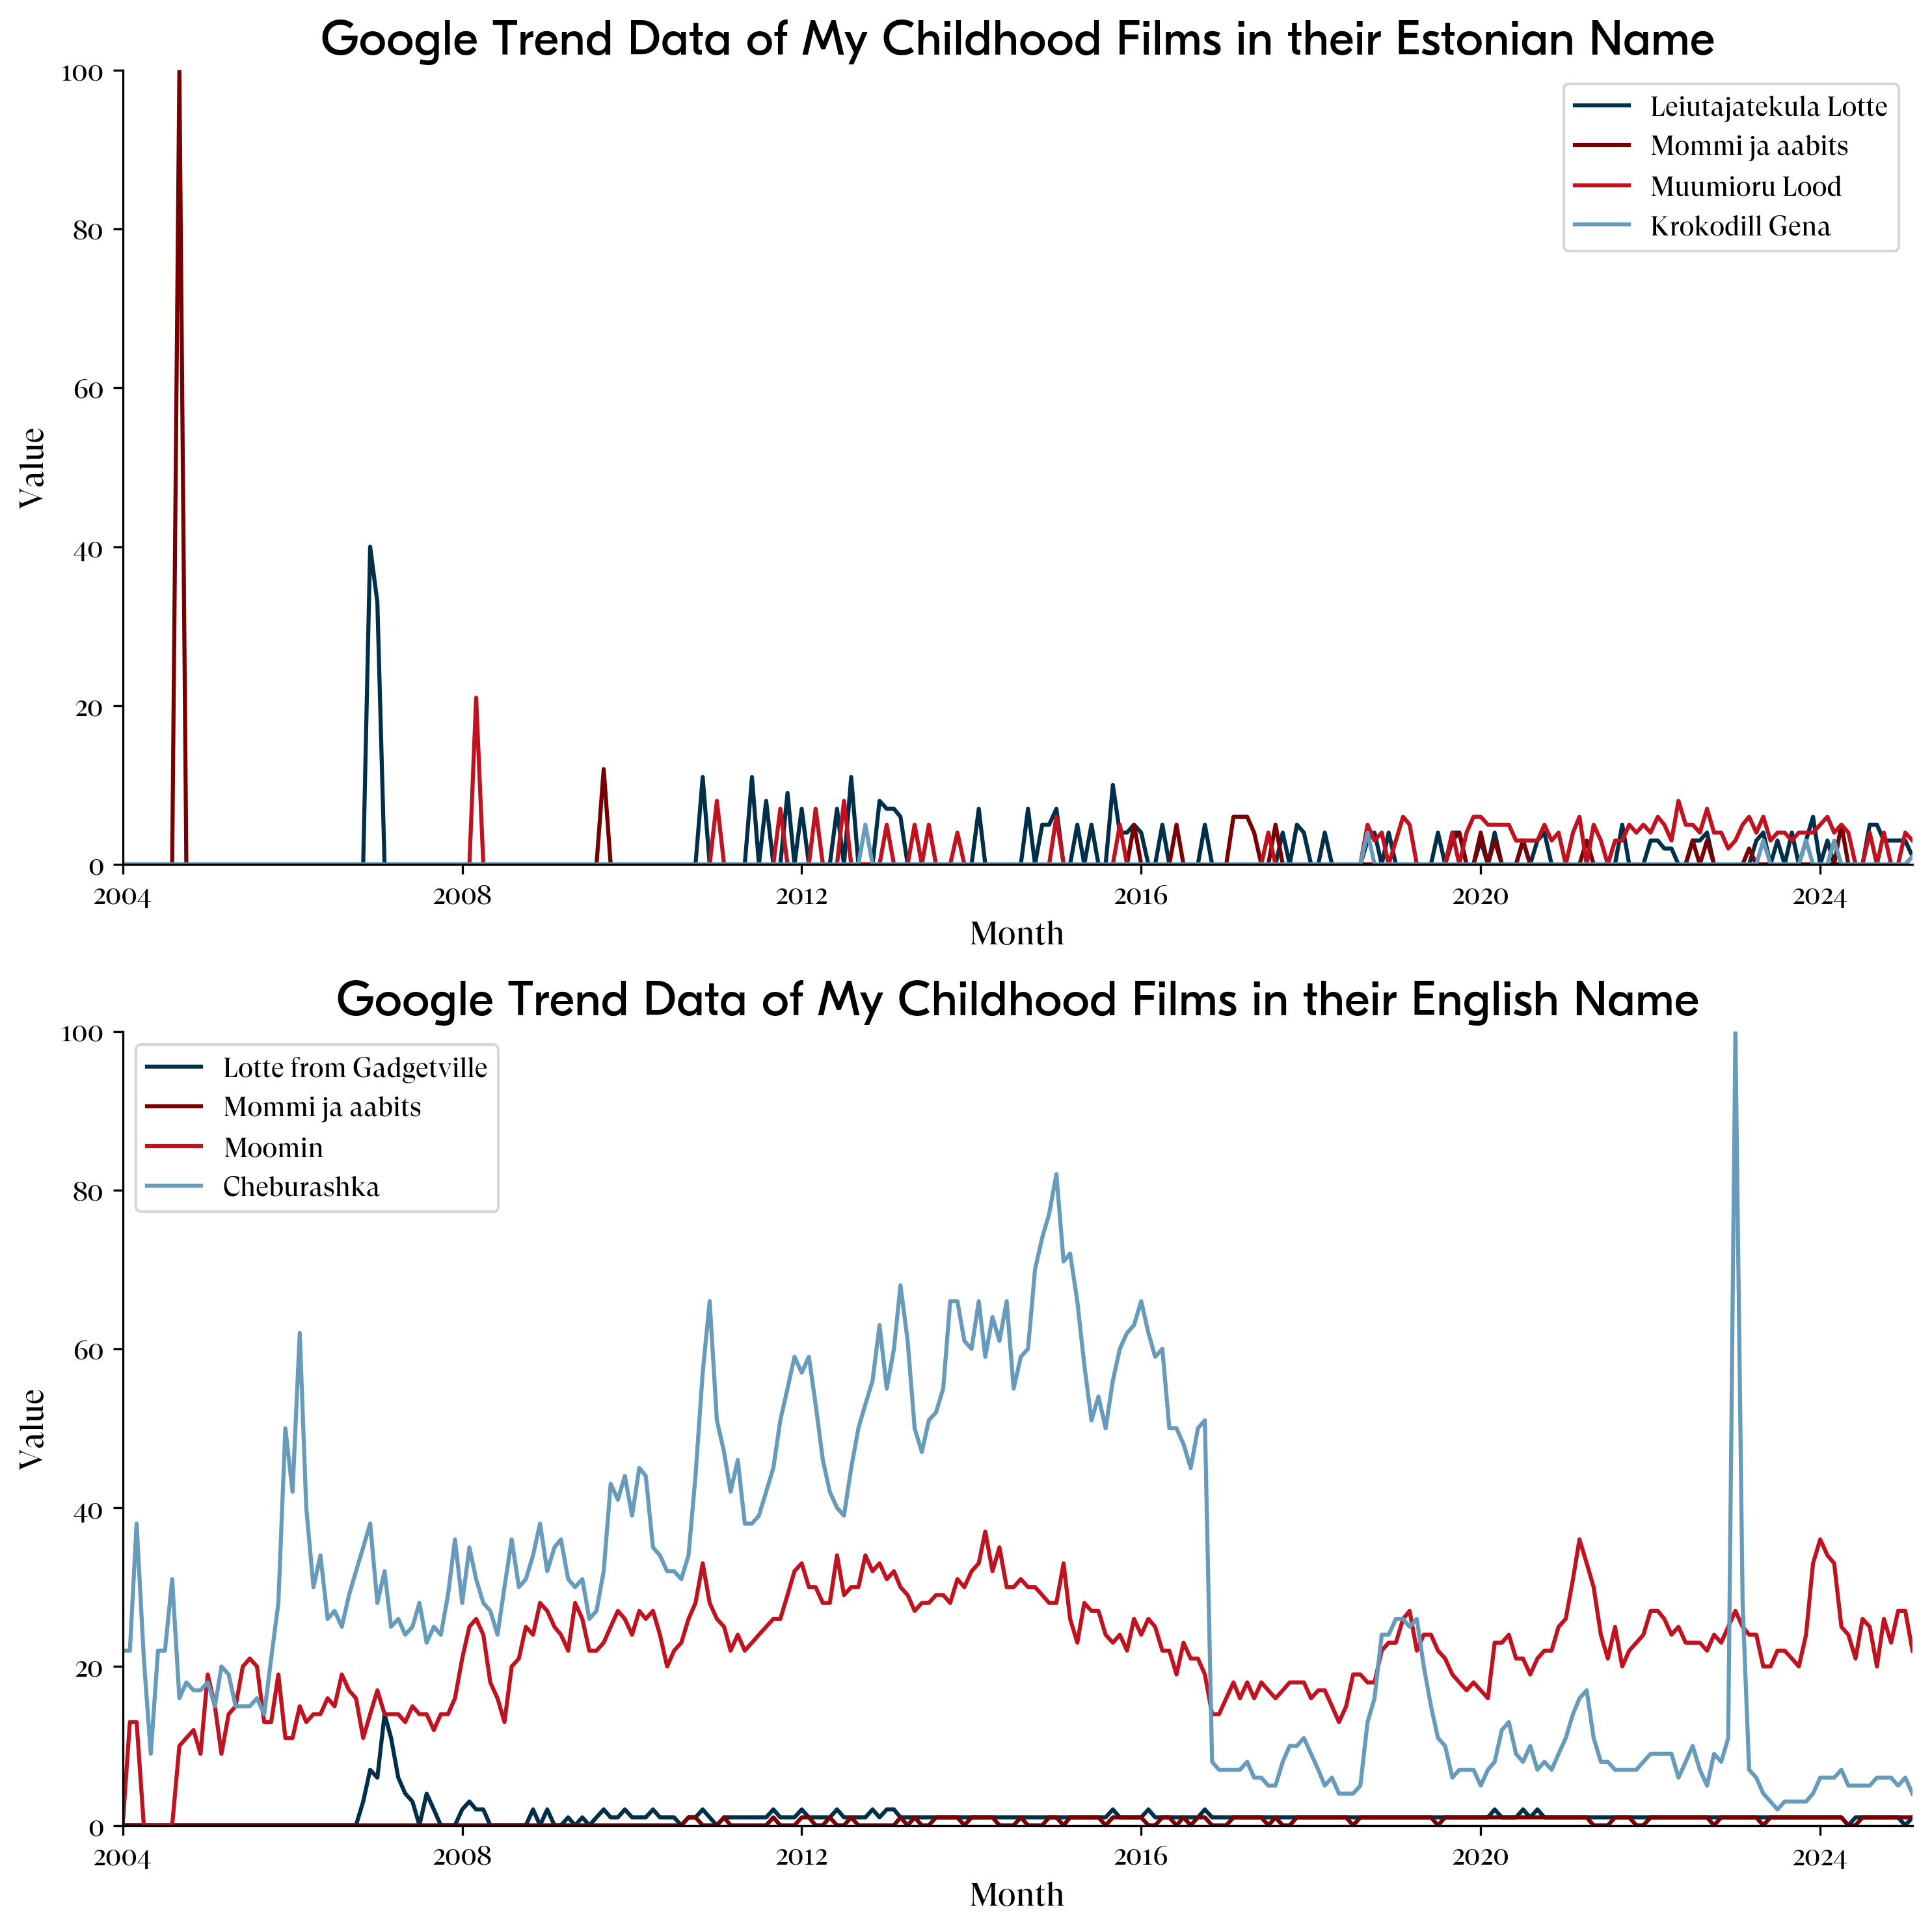 Google Trend Data of My Childhood Films in their Estonian Name
100
80
60
40
20
0
Value
Leiutajatekula Lotte
Mommi ja aabits
Muumioru Lood
Krokodill Gena
2004
2008
2012
2016
2020
2024
Month
Google Trend Data of My Childhood Films in their English Name
100
80
60
40
20
0
Value
Lotte from Gadgetville
Mommi ja aabits
Moomin
Cheburashka
2004
2008
2012
2016
2020
2024
Month